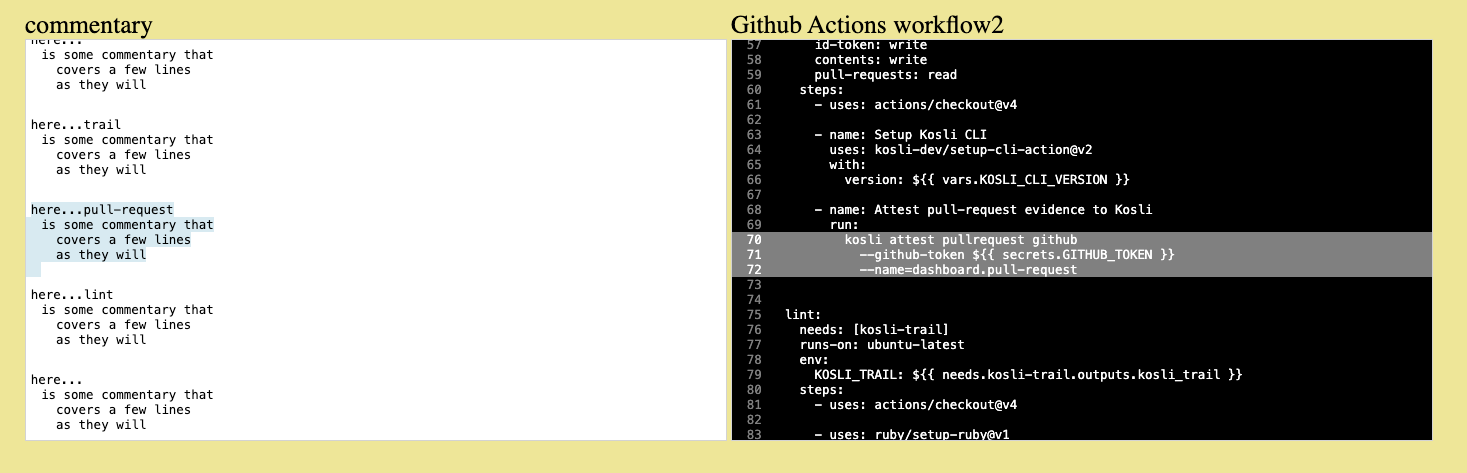 commentary
here...
  is some commentary that
    covers a few lines
    as they will

here...trail
  is some commentary that
    covers a few lines
    as they will

here...pull-request
  is some commentary that
    covers a few lines
    as they will

here...lint
  is some commentary that
    covers a few lines
    as they will

here...
  is some commentary that
    covers a few lines
    as they will

Github Actions workflow2
57       id-token: write
58       contents: write
59       pull-requests: read
60     steps:
61       - uses: actions/checkout@v4
62
63       - name: Setup Kosli CLI
64         uses: kosli-dev/setup-cli-action@v2
65         with:
66           version: ${{ vars.KOSLI_CLI_VERSION }}
67
68       - name: Attest pull-request evidence to Kosli
69         run:
70           kosli attest pullrequest github
71             --github-token ${{ secrets.GITHUB_TOKEN }}
72             --name=dashboard.pull-request
73
74
75   lint:
76     needs: [kosli-trail]
77     runs-on: ubuntu-latest
78     env:
79       KOSLI_TRAIL: ${{ needs.kosli-trail.outputs.kosli_trail }}
80     steps:
81       - uses: actions/checkout@v4
82
83       - uses: ruby/setup-ruby@v1